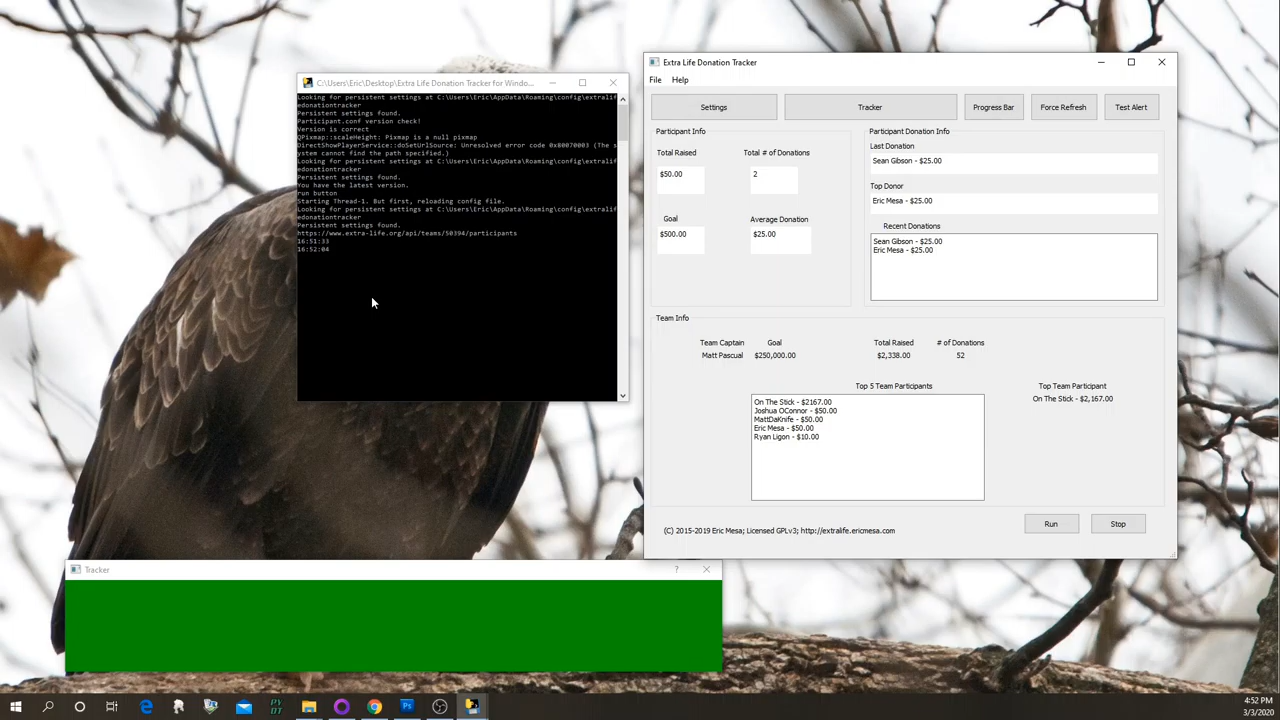 C:\Users\Eric\Desktop\Extra Life Donation Tracker for Windo...
Looking for persistent settings at C:\Users\Eric\AppData\Roaming\config\extralif
edonationtracker
Persistent settings found.
Participant.conf version check!
Version is correct
QPixmap::scaleHeight: Pixmap is a null pixmap
DirectShowPlayerService::doSetUrlSource: Unresolved error code 0x80070003 (The s
ystem cannot find the path specified.)
Looking for persistent settings at C:\Users\Eric\AppData\Roaming\config\extralif
edonationtracker
Persistent settings found.
You have the latest version.
run button
Starting Thread-1. But first, reloading config file.
Looking for persistent settings at C:\Users\Eric\AppData\Roaming\config\extralif
edonationtracker
Persistent settings found.
https://www.extra-life.org/api/teams/50394/participants
16:51:33
16:52:04
Extra Life Donation Tracker
File Help
Settings Tracker Progress Bar Force Refresh Test Alert
Participant Info
Total Raised Total # of Donations
$50.00 2
Goal Average Donation
$500.00 $25.00
Participant Donation Info
Last Donation
Sean Gibson - $25.00
Top Donor
Eric Mesa - $25.00
Recent Donations
Sean Gibson - $25.00
Eric Mesa - $25.00
Team Info
Team Captain Goal Total Raised # of Donations
Matt Pascual $250,000.00 $2,338.00 52
Top 5 Team Participants
On The Stick - $2167.00
Joshua OConnor - $50.00
MattDaKnife - $50.00
Eric Mesa - $50.00
Ryan Ligon - $10.00
Top Team Participant
On The Stick - $2,167.00
(C) 2015-2019 Eric Mesa; Licensed GPLv3; http://extralife.ericmesa.com
Run Stop
Tracker
?
4:52 PM
3/3/2020